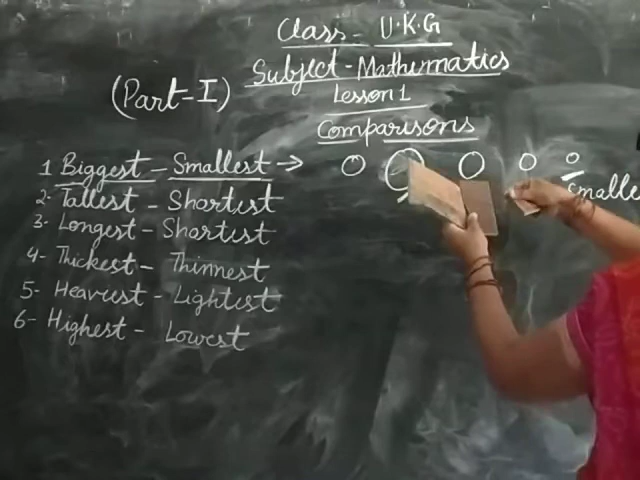 Class - U.K.G
Subject - Mathematics
(Part-I)
Lesson 1
Comparisons
1 Biggest - Smallest →
2- Tallest - Shortest
3- Longest - Shortest
4- Thickest - Thinnest
5- Heaviest - Lightest
6- Highest - Lowest